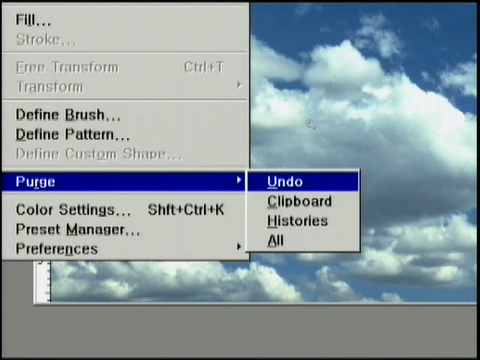 Fill...
Stroke...
Free Transform Ctrl+T
Transform
Define Brush...
Define Pattern...
Define Custom Shape...
Purge
Undo
Clipboard
Color Settings... Shft+Ctrl+K
Histories
Preset Manager...
All
Preferences